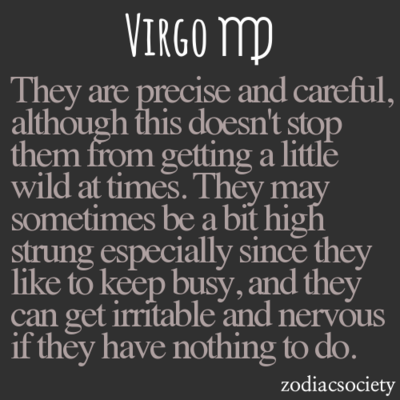 Virgo ♍
They are precise and careful,
although this doesn't stop
them from getting a little
wild at times. They may
sometimes be a bit high
strung especially since they
like to keep busy, and they
can get irritable and nervous
if they have nothing to do.
zodiacsociety